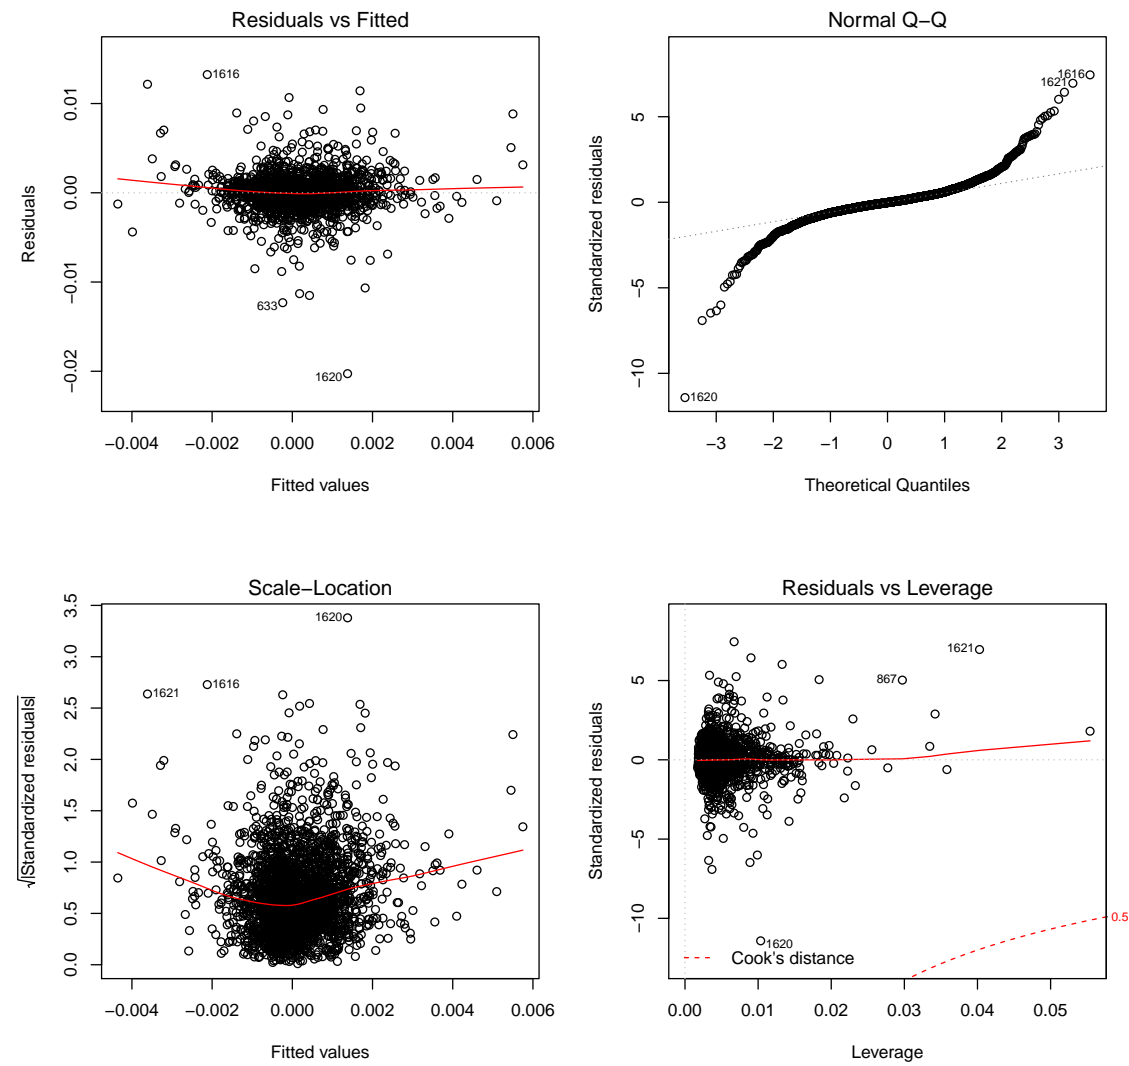 Residuals vs Fitted
Residuals
0.01
0.00
−0.01
−0.02
1616
633
1620
−0.004 −0.002 0.000 0.002 0.004 0.006
Fitted values
Normal Q−Q
Standardized residuals
5
0
−5
−10
1616
1621
1620
−3 −2 −1 0 1 2 3
Theoretical Quantiles
Scale−Location
√|Standardized residuals|
3.5
3.0
2.5
2.0
1.5
1.0
0.5
0.0
1620
1616
1621
−0.004 −0.002 0.000 0.002 0.004 0.006
Fitted values
Residuals vs Leverage
Standardized residuals
5
0
−5
−10
1621
867
1620
0.5
Cook's distance
0.00 0.01 0.02 0.03 0.04 0.05
Leverage